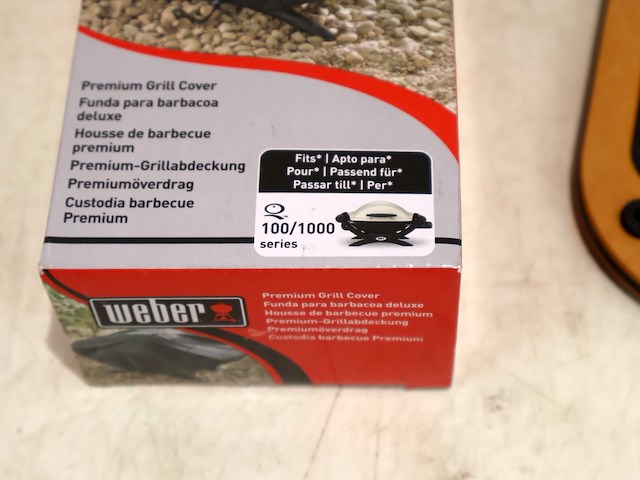 Premium Grill Cover
Funda para barbacoa
deluxe
Housse de barbecue
premium
Premium-Grillabdeckung
Premiumöverdrag
Custodia barbecue
Premium
Fits* | Apto para*
Pour* | Passend für*
Passar till* | Per*
Q™
100/1000
series
weber
Premium Grill Cover
Funda para barbacoa deluxe
Housse de barbecue premium
Premium-Grillabdeckung
Premiumöverdrag
Custodia barbecue Premium